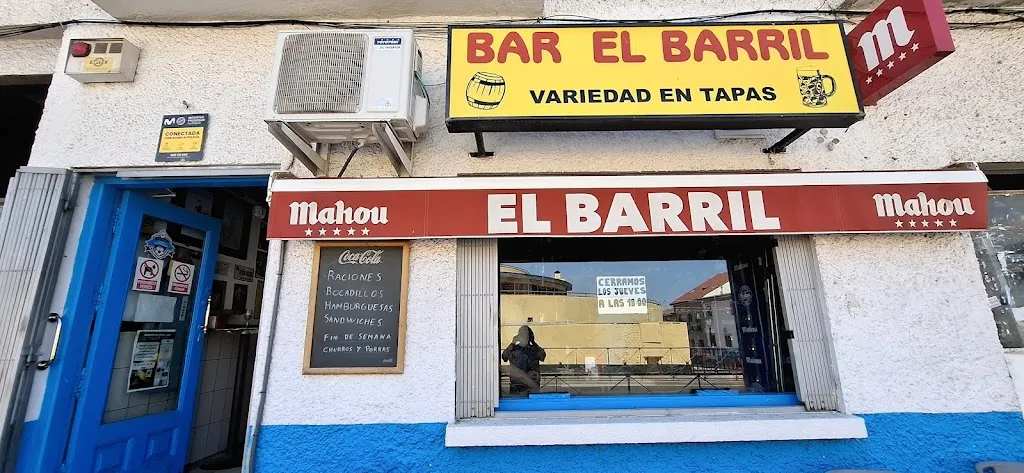 BAR EL BARRIL
VARIEDAD EN TAPAS
m
CONECTADA
Mahou
EL BARRIL
Mahou
Coca-Cola
RACIONES
BOCADILLOS
HAMBURGUESAS
SANDWICHES
FIN DE SEMANA
CHURROS Y PORRAS
CERRAMOS
LOS JUEVES
A LAS 18:00
Mahou